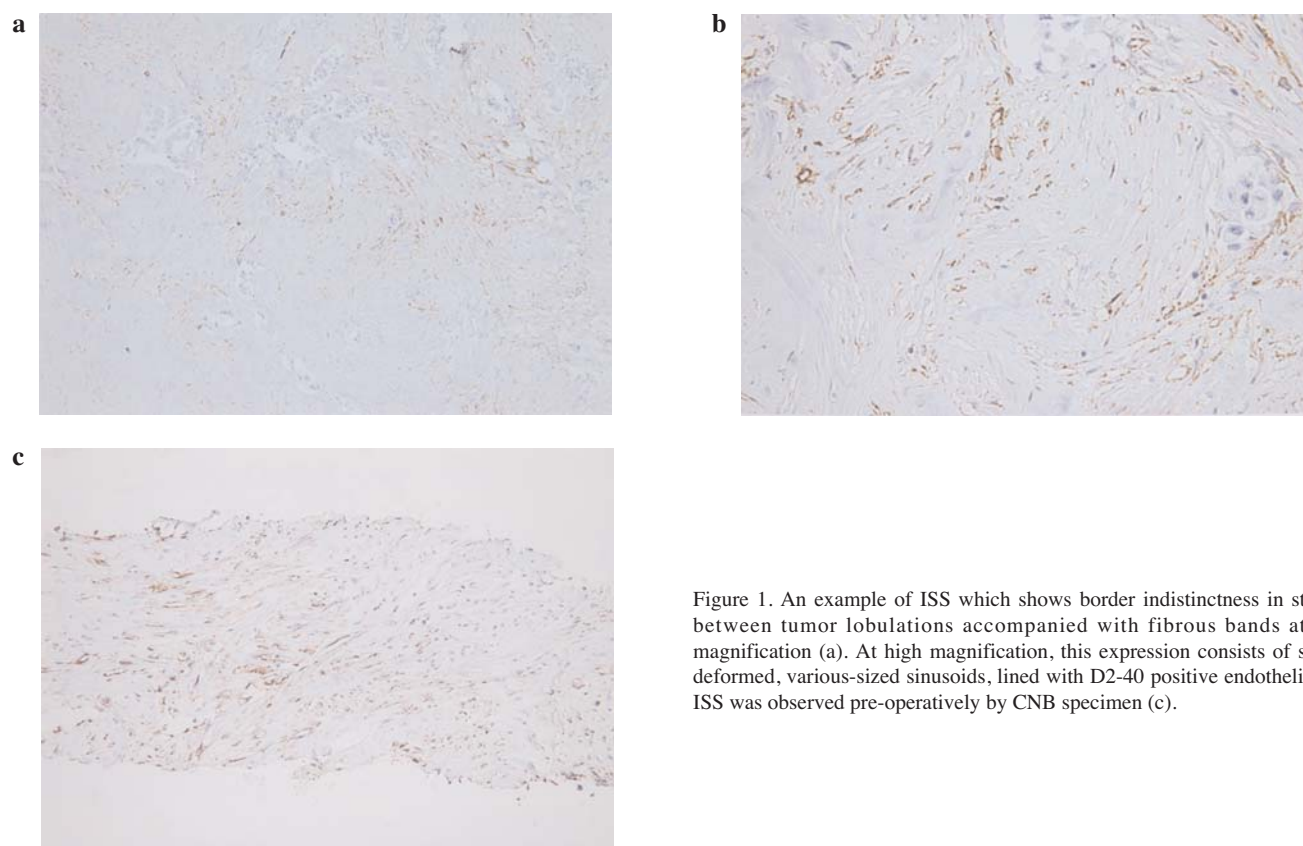 a
b
c
Figure 1. An example of ISS which shows border indistinctness in
between tumor lobulations accompanied with fibrous bands at
magnification (a). At high magnification, this expression consists of
deformed, various-sized sinusoids, lined with D2-40 positive
ISS was observed pre-operatively by CNB specimen (c).